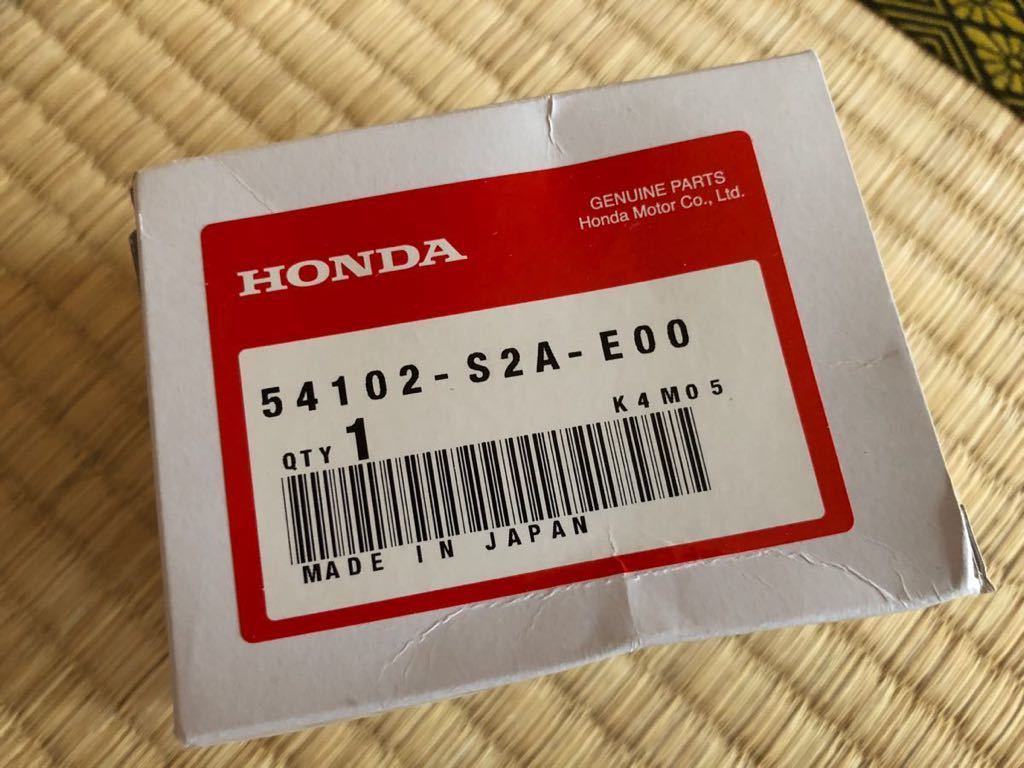 GENUINE PARTS
Honda Motor Co., Ltd.
HONDA
54102-S2A-E00
K4M05
QTY 1
MADE IN JAPAN